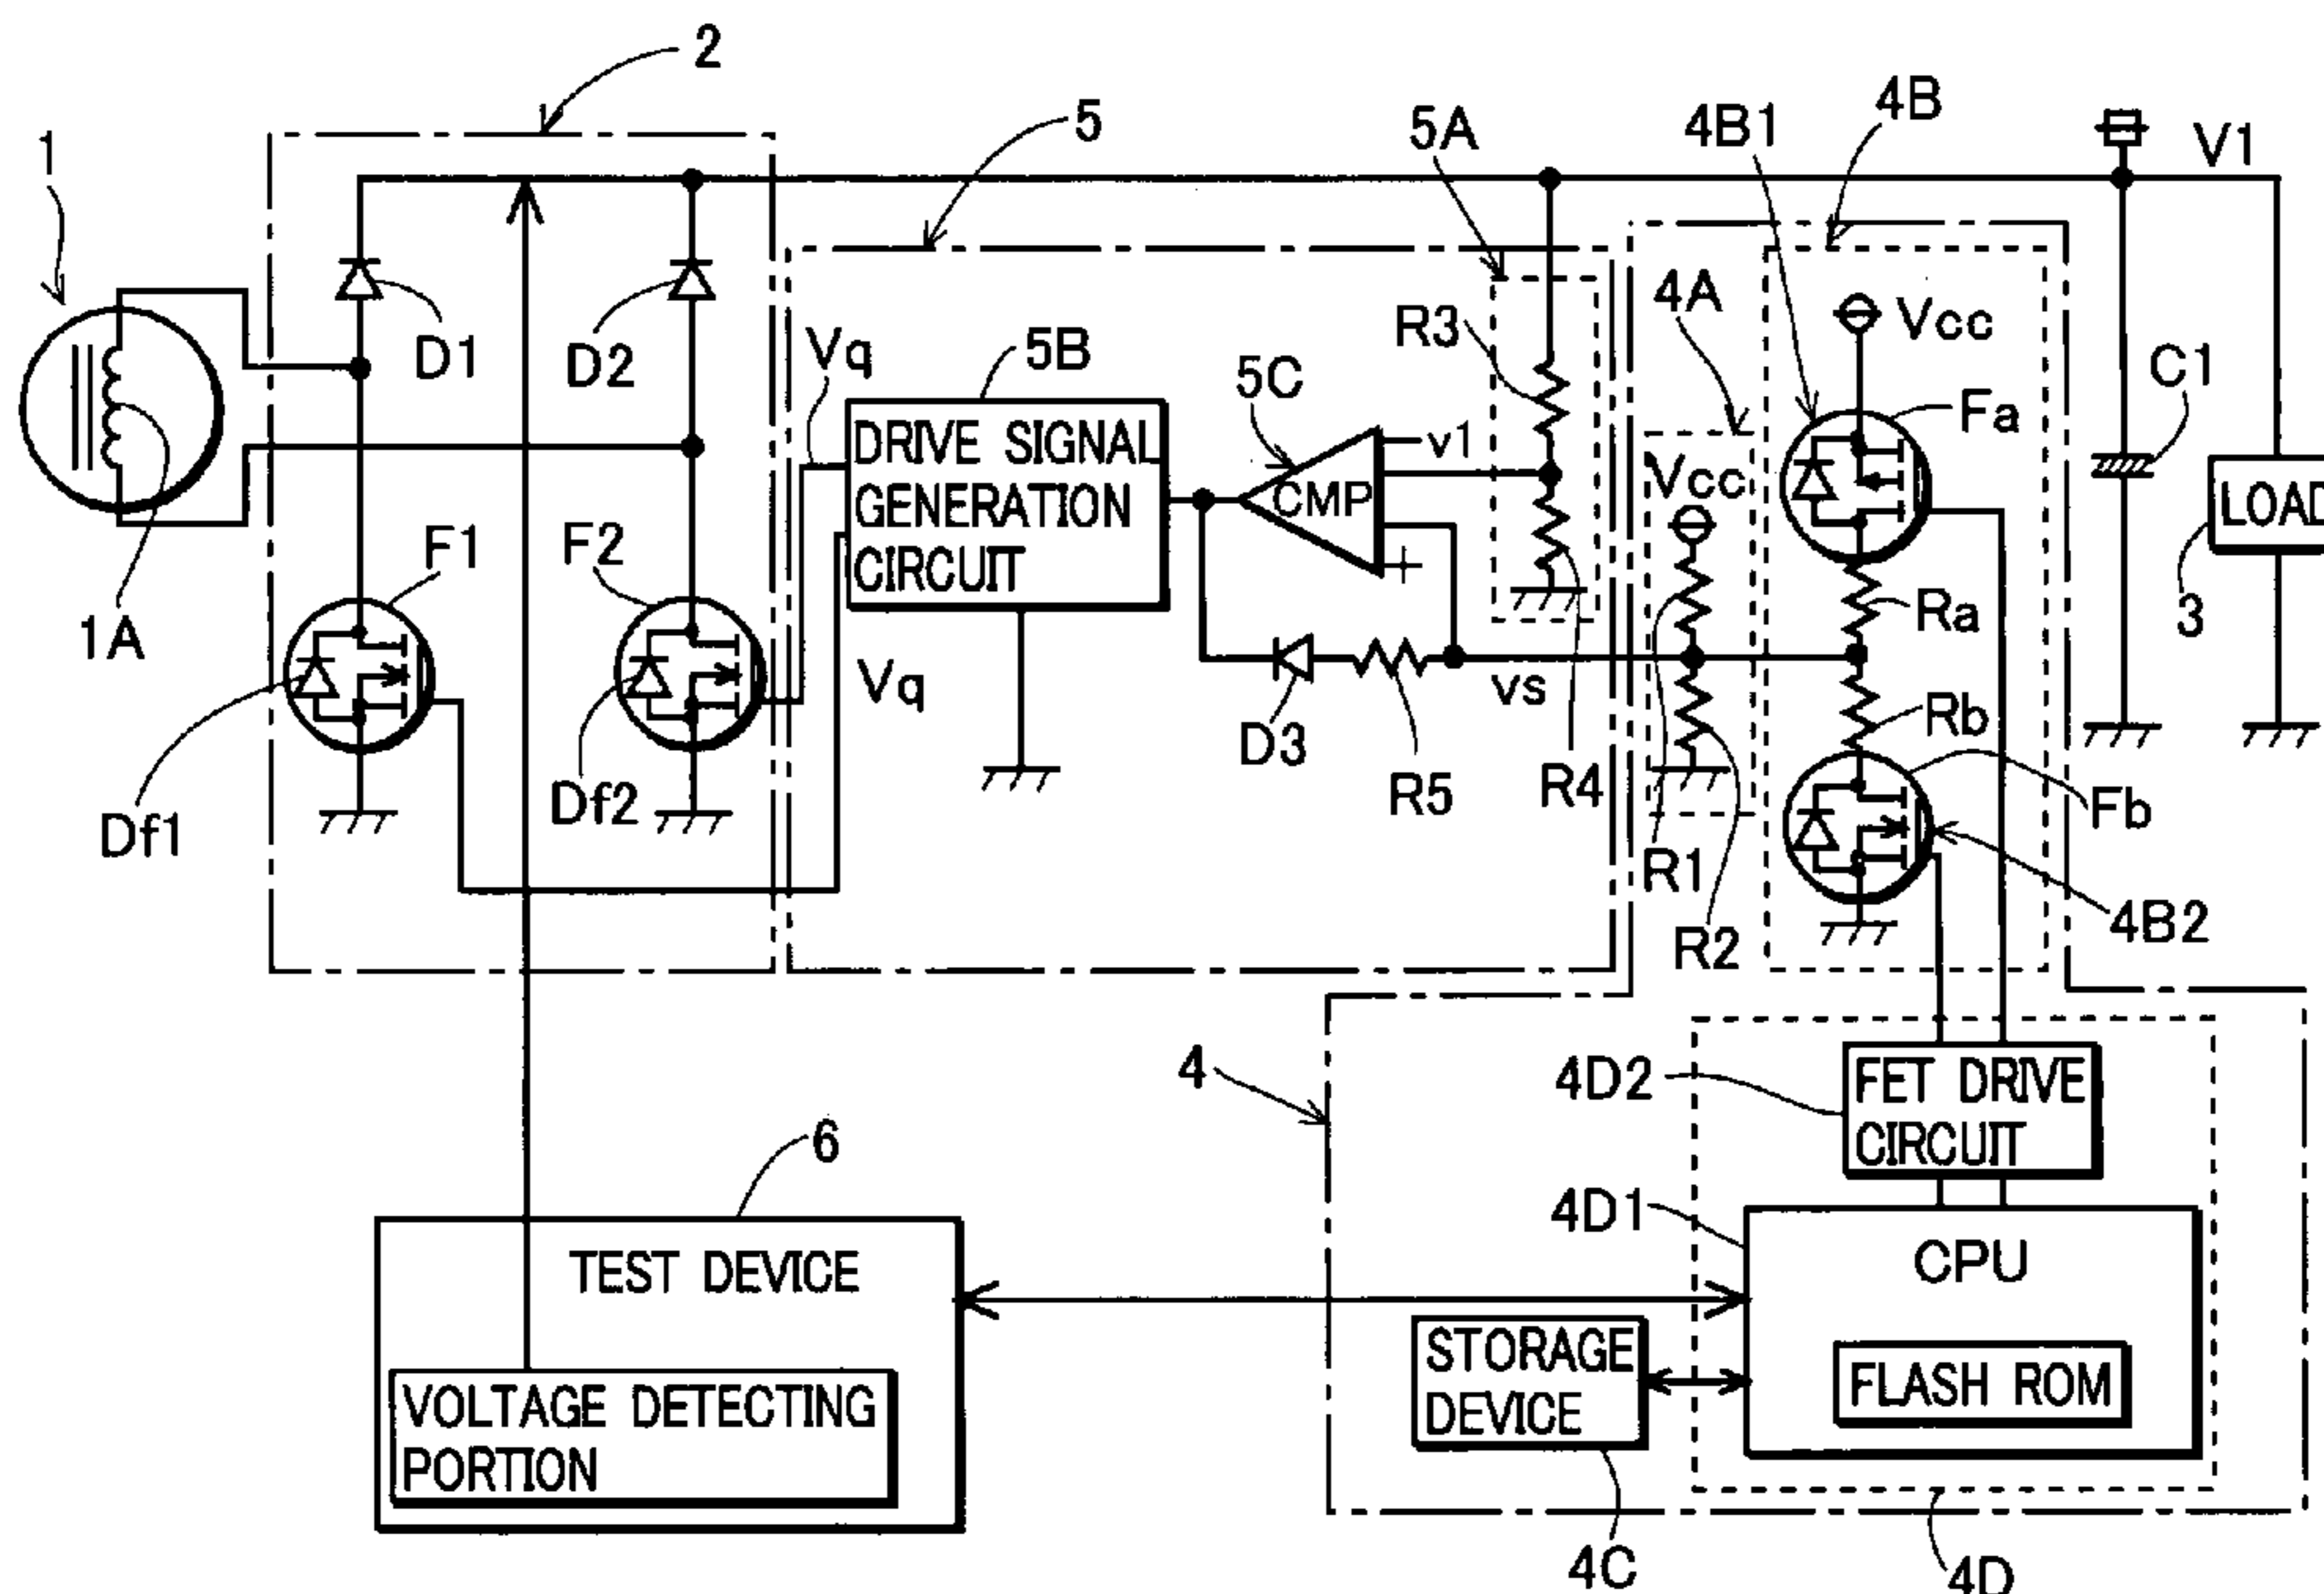 2
1
5
5A
4B1
4B
V1
4A
D1
D2
Vq
5B
5C
R3
Vcc
Fa
C1
DRIVE SIGNAL
GENERATION
CIRCUIT
CMP
v1
+
Vcc
LOAD
3
1A
F1
F2
Vq
D3
R5
vs
R4
Ra
Rb
Df1
Df2
R1
R2
Fb
4B2
4
4D2
FET DRIVE
CIRCUIT
6
TEST DEVICE
4D1
CPU
STORAGE
DEVICE
FLASH ROM
VOLTAGE DETECTING
PORTION
4C
4D